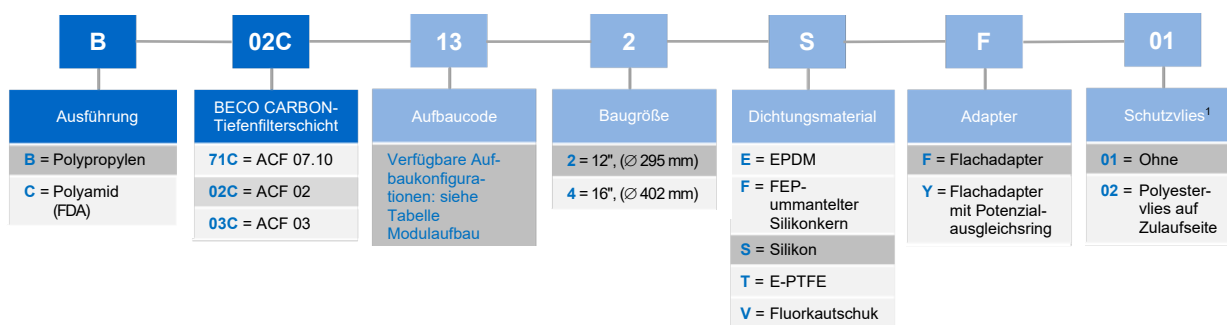 B
02C
13
2
S
F
01
Ausführung
B = Polypropylen
C = Polyamid
(FDA)
BECO CARBON-
Tiefenfilterschicht
71C = ACF 07.10
02C = ACF 02
03C = ACF 03
Aufbaucode
Verfügbare Auf-
baukonfigura-
tionen: siehe
Tabelle
Modulaufbau
Baugröße
2 = 12", (∅ 295 mm)
4 = 16", (∅ 402 mm)
Dichtungsmaterial
E = EPDM
F = FEP-
ummantelter
Silikonkern
S = Silikon
T = E-PTFE
V = Fluorkautschuk
Adapter
F = Flachadapter
Y = Flachadapter
mit Potenzial-
ausgleichsring
Schutzvlies¹
01 = Ohne
02 = Polyester-
vlies auf
Zulaufseite